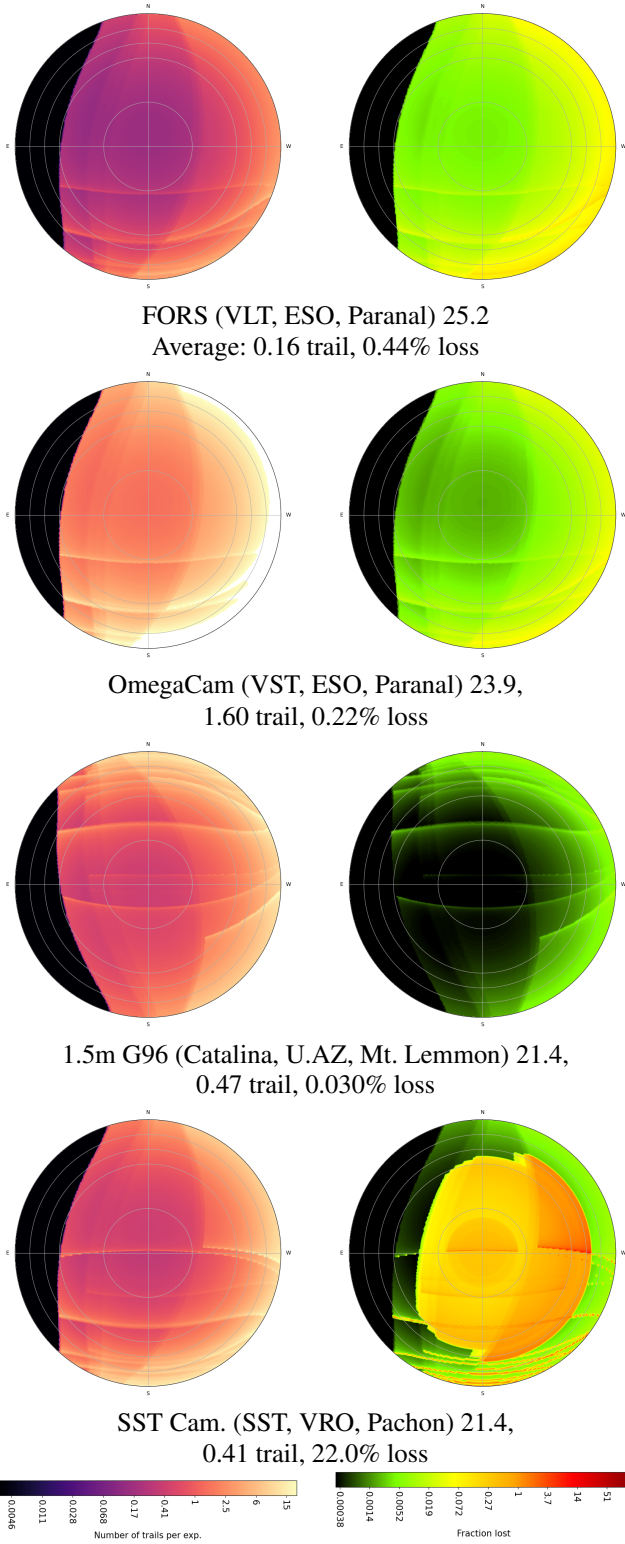 N
N
E
W
E
W
S
S
FORS (VLT, ESO, Paranal) 25.2
Average: 0.16 trail, 0.44% loss
N
N
E
W
E
W
S
S
OmegaCam (VST, ESO, Paranal) 23.9,
1.60 trail, 0.22% loss
N
N
E
W
E
W
S
S
1.5m G96 (Catalina, U.AZ, Mt. Lemmon) 21.4,
0.47 trail, 0.030% loss
N
N
E
W
E
W
S
S
SST Cam. (SST, VRO, Pachon) 21.4,
0.41 trail, 22.0% loss
0.0046 0.011 0.028 0.068 0.17 0.41 1 2.5 6 15
Number of trails per exp.
0.00038 0.0014 0.0052 0.019 0.072 0.27 1 3.7 14 51
Fraction lost